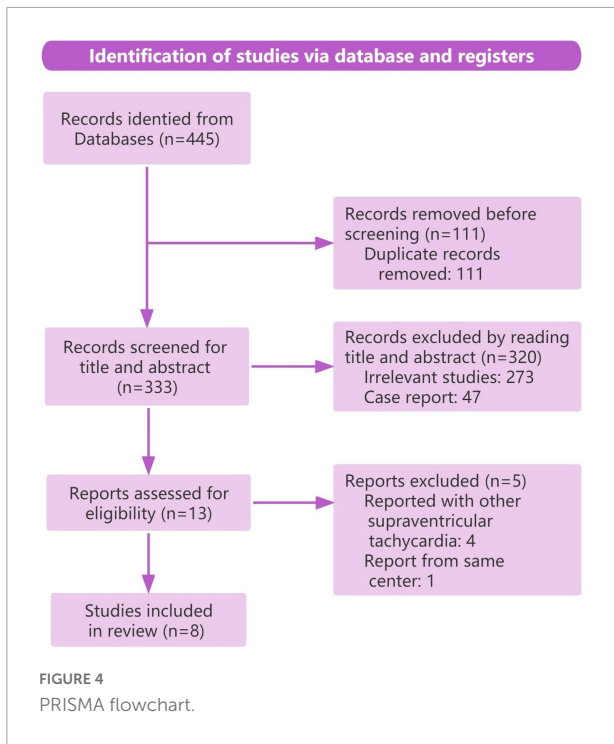 Identification of studies via database and registers
Records identied from
Databases (n=445)
Records removed before
screening (n=111)
Duplicate records
removed: 111
Records screened for
title and abstract
(n=333)
Records excluded by reading
title and abstract (n=320)
Irrelevant studies: 273
Case report: 47
Reports assessed for
eligibility (n=13)
Reports excluded (n=5)
Reported with other
supraventricular
tachycardia: 4
Report from same
center: 1
Studies included
in review (n=8)
FIGURE 4
PRISMA flowchart.